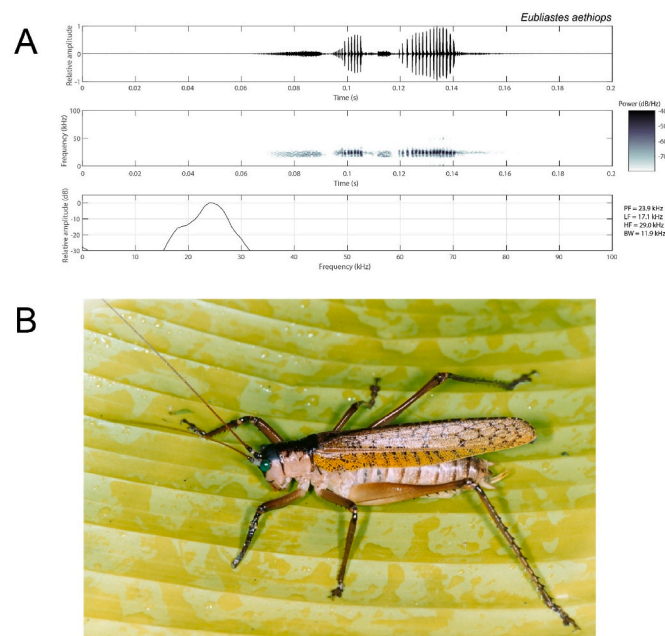 Eubliastes aethiops
A
Relative amplitude
1
0
-1
0 0.02 0.04 0.06 0.08 0.1 0.12 0.14 0.16 0.18 0.2
Time (s)
Power (dB/Hz)
Frequency (kHz)
100
50
0
-40
-50
-60
-70
0 0.02 0.04 0.06 0.08 0.1 0.12 0.14 0.16 0.18 0.2
Time (s)
Relative amplitude (dB)
0
-10
-20
-30
PF = 23.9 kHz
LF = 17.1 kHz
HF = 29.0 kHz
BW = 11.9 kHz
0 10 20 30 40 50 60 70 80 90 100
Frequency (kHz)
B